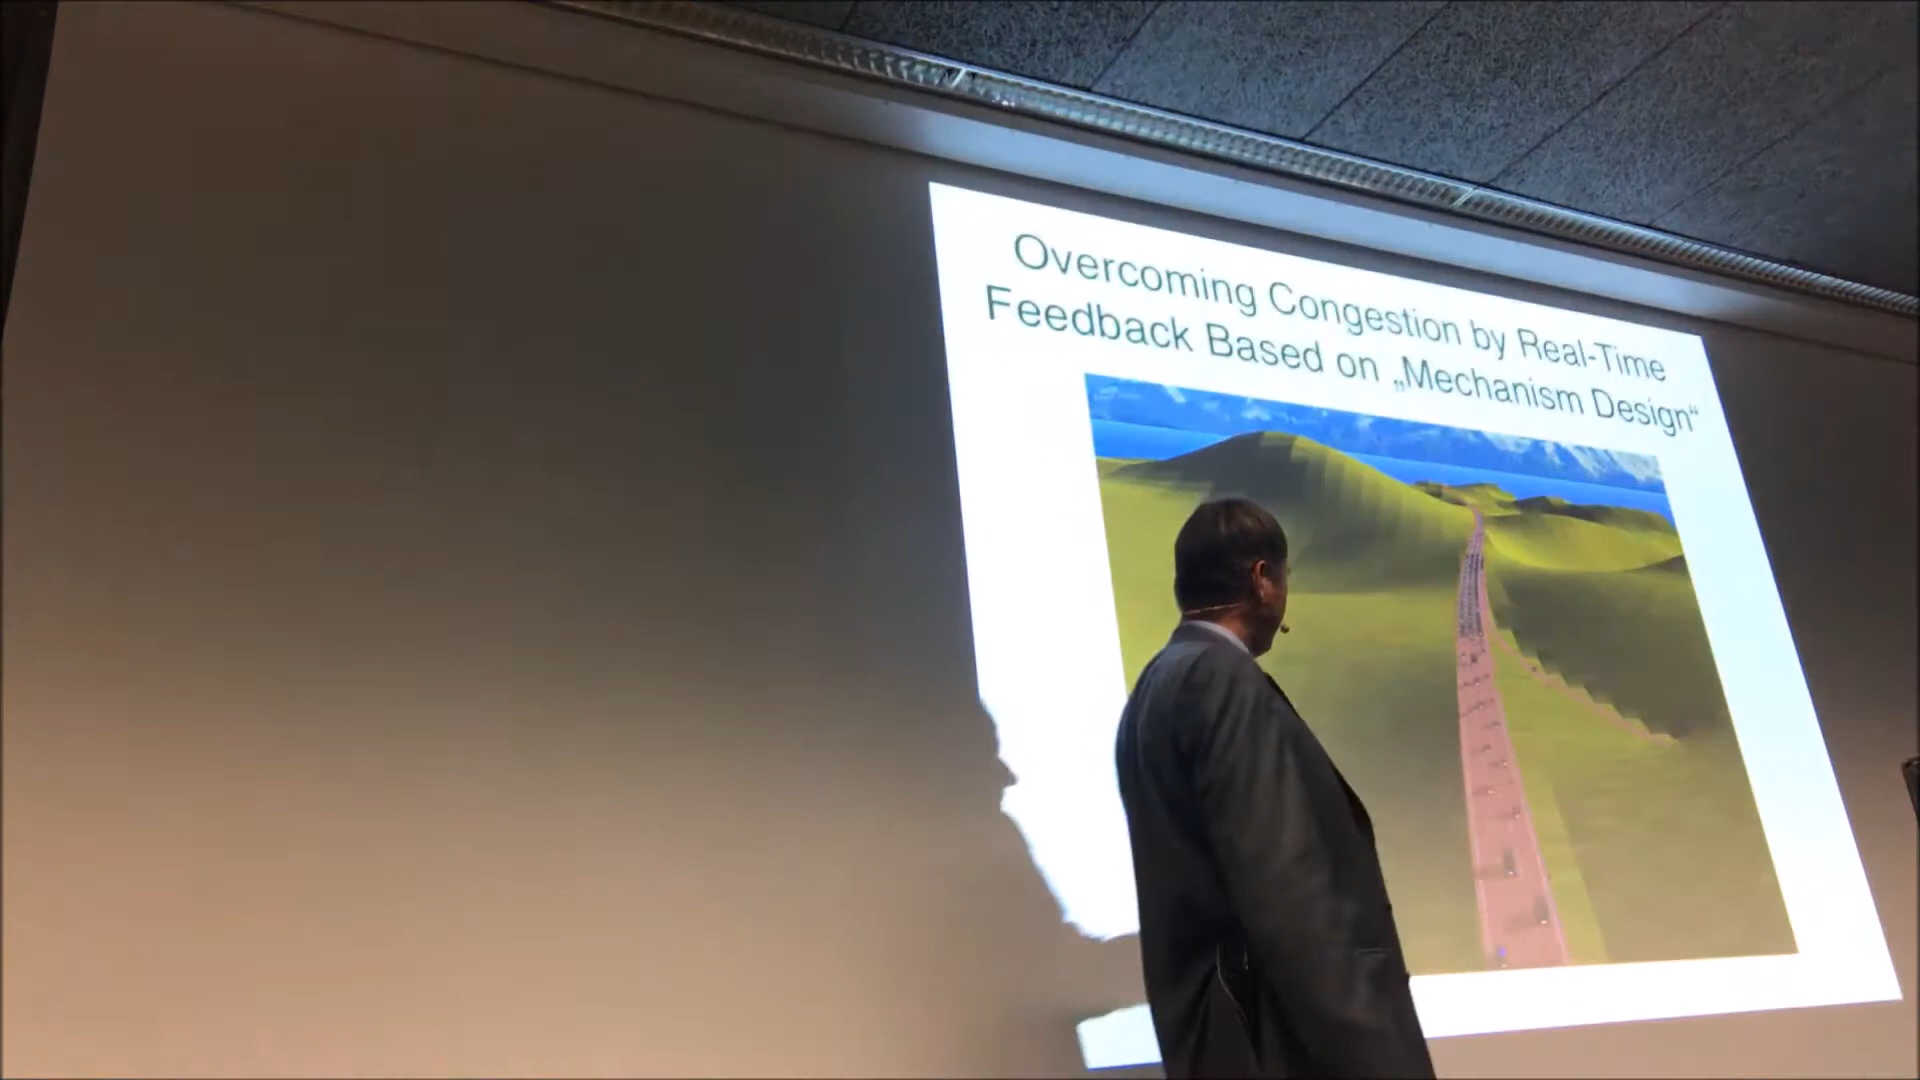 Overcoming Congestion by Real-Time
Feedback Based on „Mechanism Design“